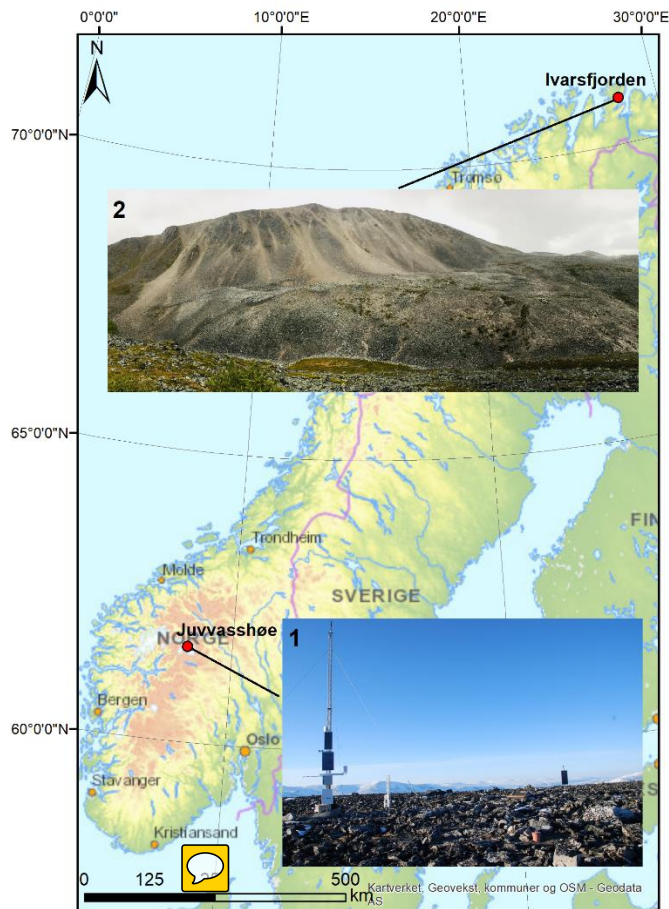 0°0'0" 10°0'0"E 20°0'0"E 30°0'0"E
N
Ivarsfjorden
70°0'0"N
Tromsø
2
65°0'0"N
Trondheim
FIN
Molde
SVERIGE
Juvvasshøe
1
NORGE
Bergen
60°0'0"N
Oslo
Stavanger
Kristiansand
0 125 500
km
Kartverket, Geovekst, kommuner og OSM - Geodata
AS